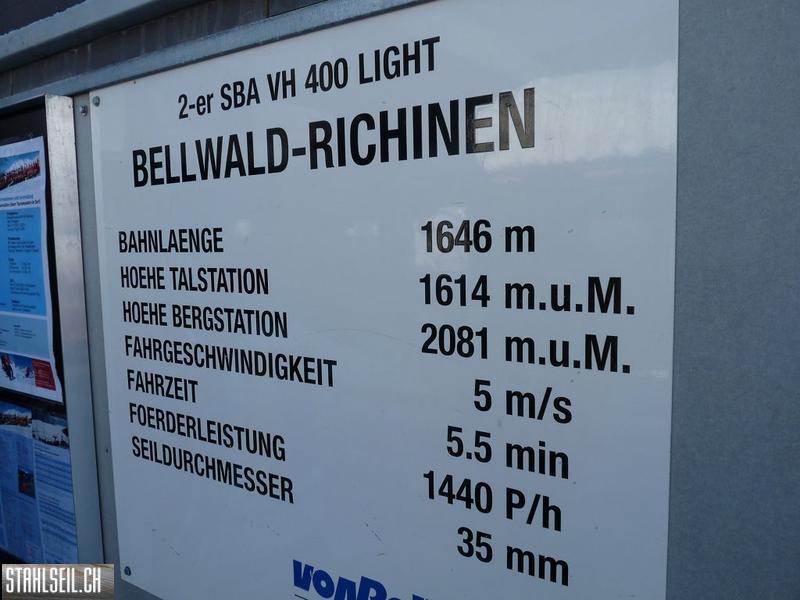 2-er SBA VH 400 LIGHT
BELLWALD-RICHINEN
BAHNLAENGE 1646 m
HOEHE TALSTATION 1614 m.u.M.
HOEHE BERGSTATION 2081 m.u.M.
FAHRGESCHWINDIGKEIT 5 m/s
FAHRZEIT 5.5 min
FOERDERLEISTUNG 1440 P/h
SEILDURCHMESSER 35 mm
STAHLSEIL.CH